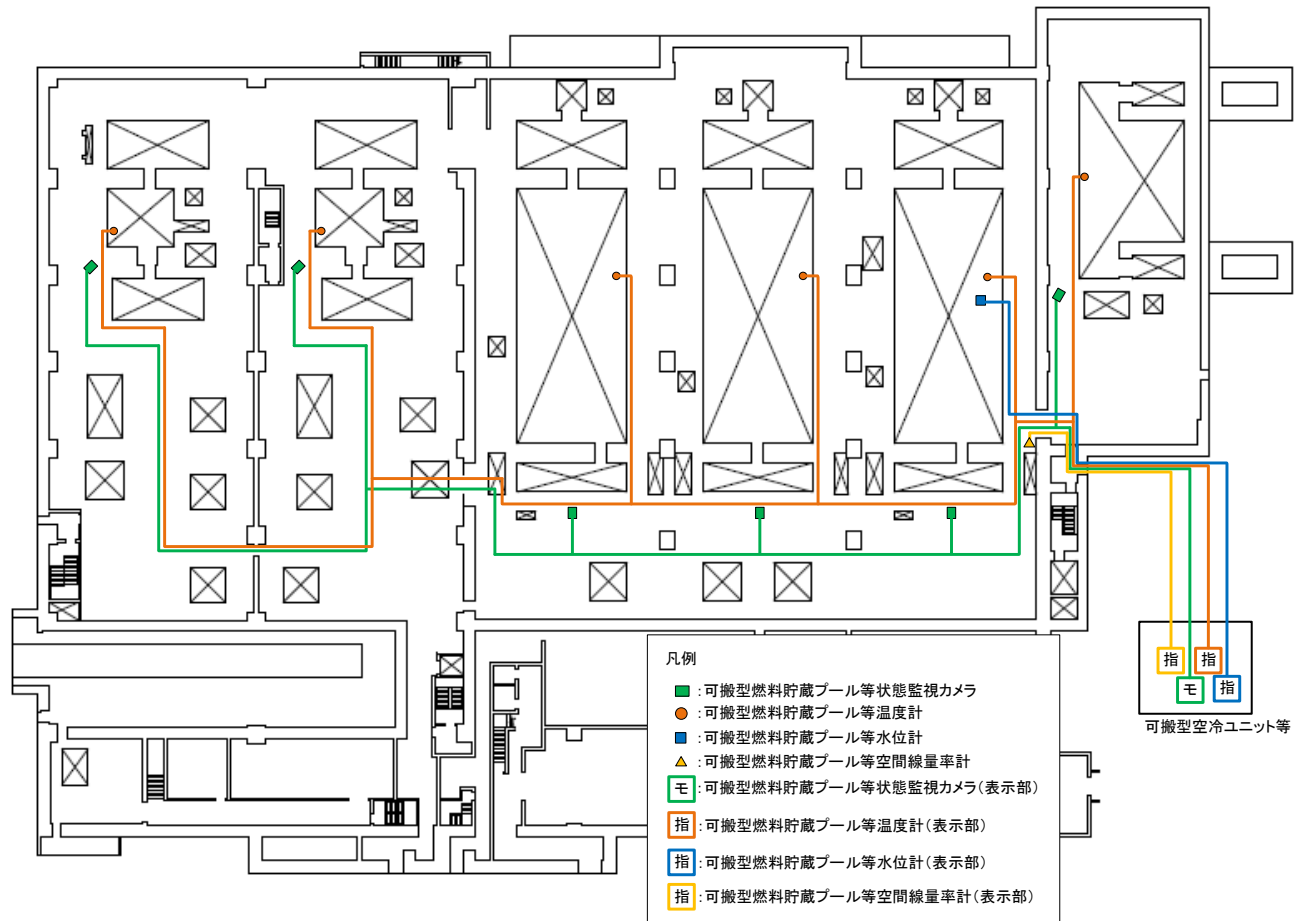 指
指
モ
指
可搬型空冷ユニット等
凡例
:可搬型燃料貯蔵プール等状態監視カメラ
:可搬型燃料貯蔵プール等温度計
:可搬型燃料貯蔵プール等水位計
:可搬型燃料貯蔵プール等空間線量率計
モ:可搬型燃料貯蔵プール等状態監視カメラ(表示部)
指:可搬型燃料貯蔵プール等温度計(表示部)
指:可搬型燃料貯蔵プール等水位計(表示部)
指:可搬型燃料貯蔵プール等空間線量率計(表示部)